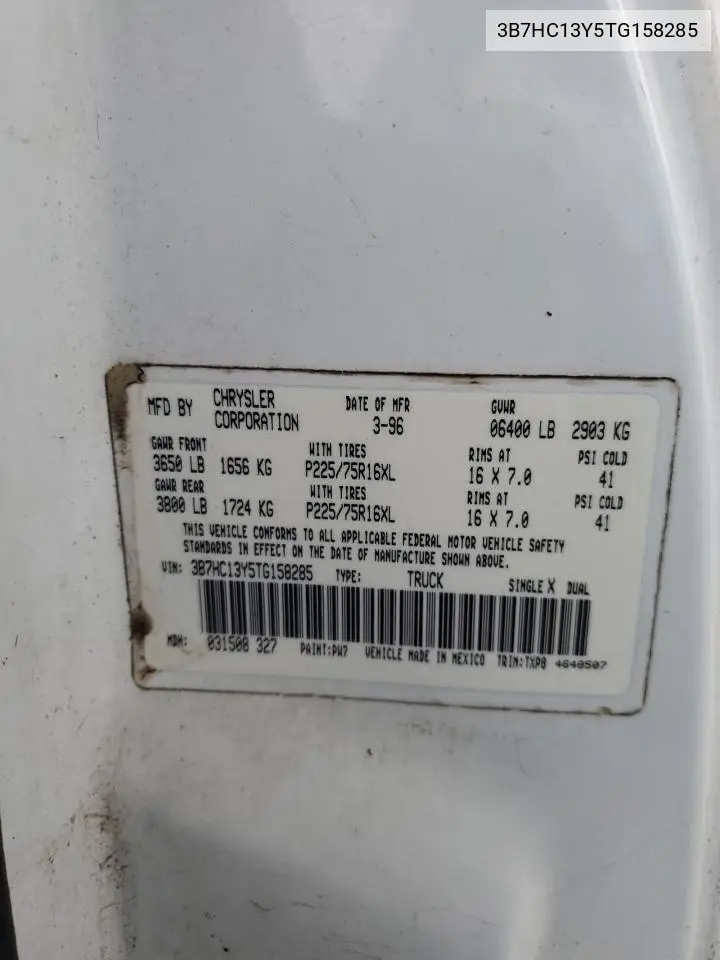 3B7HC13Y5TG158285
MFD BY CHRYSLER CORPORATION DATE OF MFR 3-96 GVWR 06400 LB 2903 KG
GAWR FRONT WITH TIRES RIMS AT PSI COLD
3650 LB 1656 KG P225/75R16XL 16 X 7.0 41
GAWR REAR WITH TIRES RIMS AT PSI COLD
3800 LB 1724 KG P225/75R16XL 16 X 7.0 41
THIS VEHICLE CONFORMS TO ALL APPLICABLE FEDERAL MOTOR VEHICLE SAFETY
STANDARDS IN EFFECT ON THE DATE OF MANUFACTURE SHOWN ABOVE.
VIN: 3B7HC13Y5TG158285 TYPE: TRUCK SINGLE X DUAL
MDH: 031508 327 PAINT:PW7 VEHICLE MADE IN MEXICO TRIM:TXP8 4648507